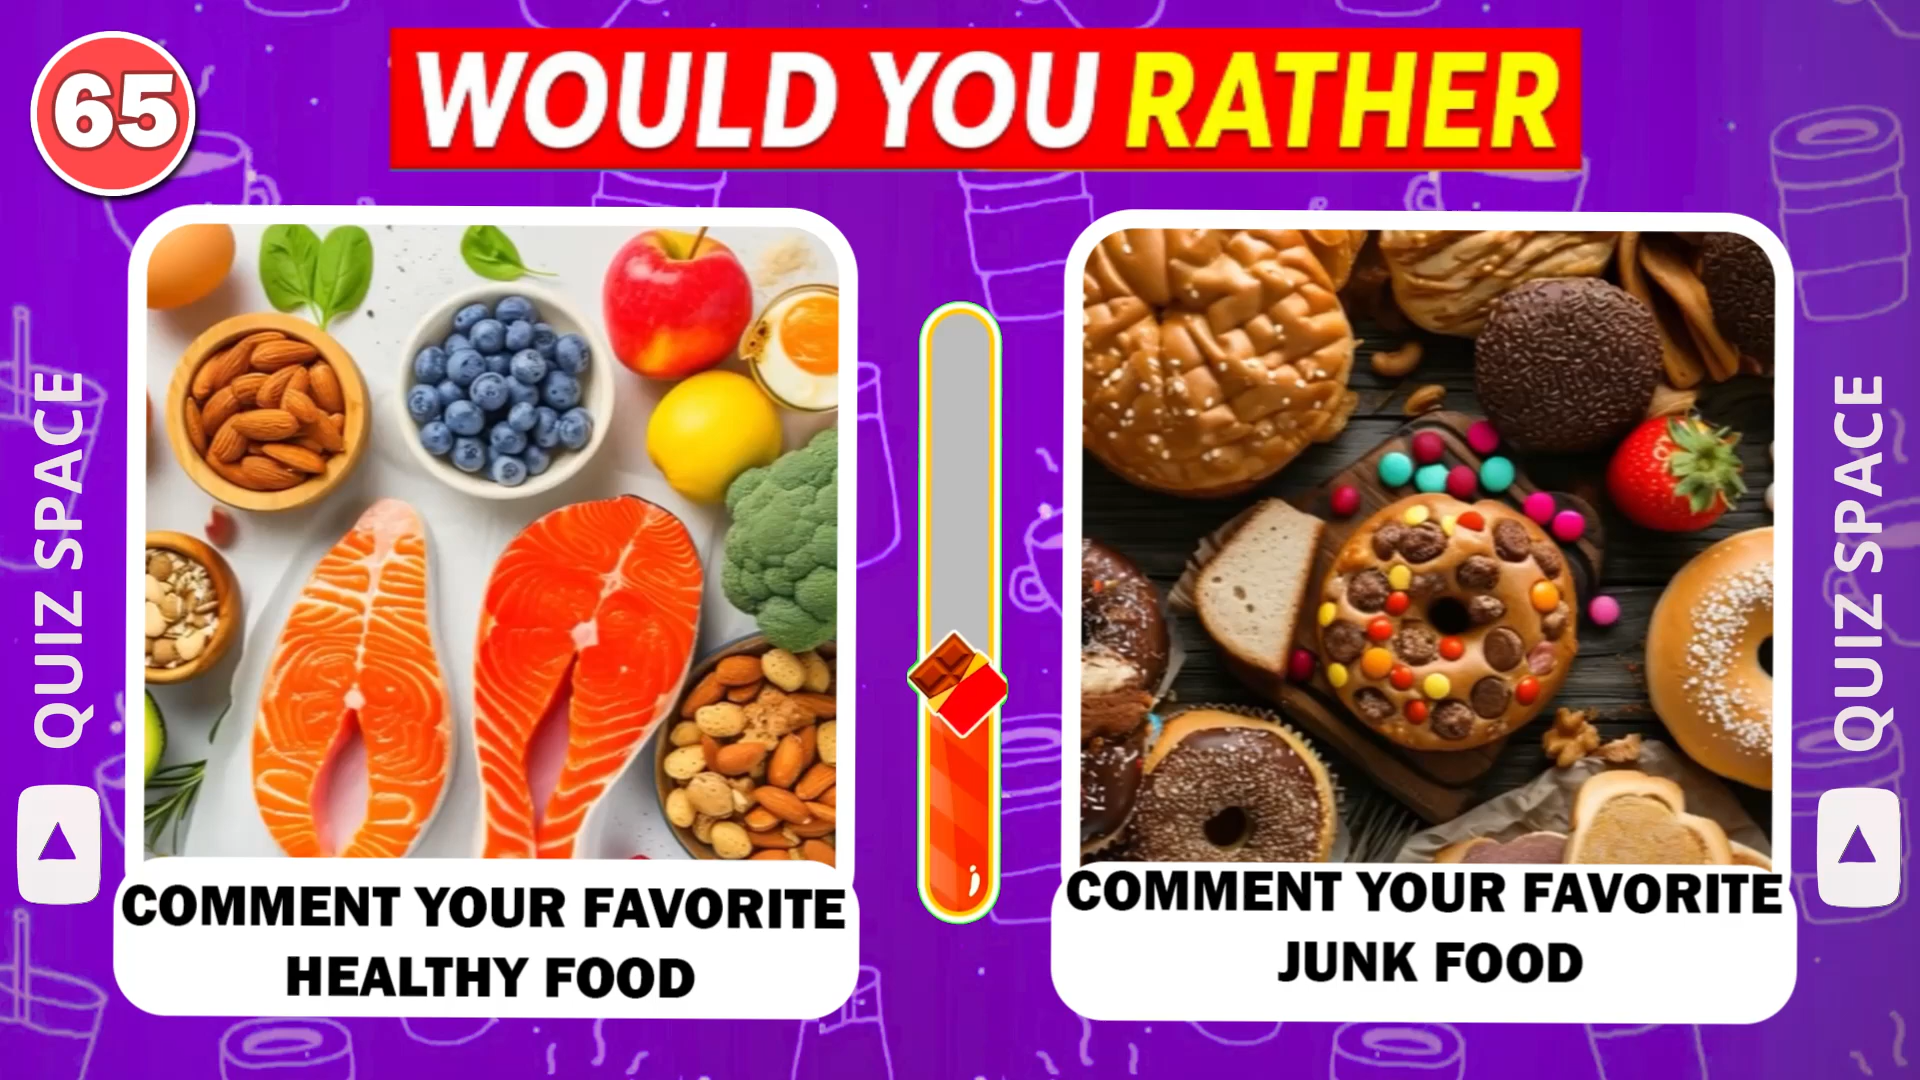 65
WOULD YOU RATHER
QUIZ SPACE
QUIZ SPACE
COMMENT YOUR FAVORITE
HEALTHY FOOD
COMMENT YOUR FAVORITE
JUNK FOOD